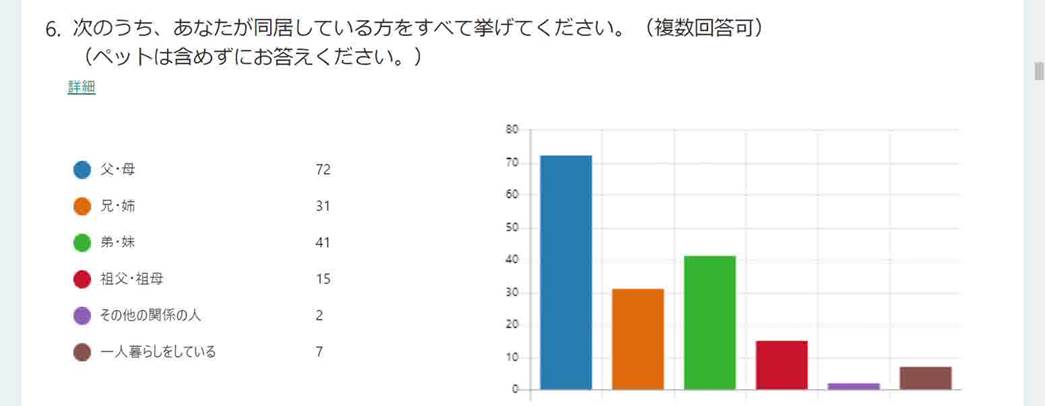 6. 次のうち、あなたが同居している方をすべて挙げてください。（複数回答可）
（ペットは含めずにお答えください。）
詳細
父・母 72
兄・姉 31
弟・妹 41
祖父・祖母 15
その他の関係の人 2
一人暮らしをしている 7
80
70
60
50
40
30
20
10
0